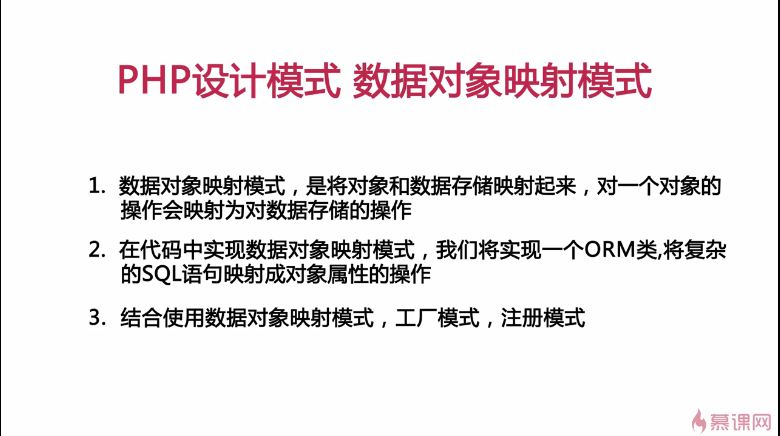 PHP设计模式 数据对象映射模式
1. 数据对象映射模式，是将对象和数据存储映射起来，对一个对象的
操作会映射为对数据存储的操作
2. 在代码中实现数据对象映射模式，我们将实现一个ORM类,将复杂
的SQL语句映射成对象属性的操作
3. 结合使用数据对象映射模式，工厂模式，注册模式
慕课网